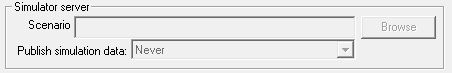 Simulator server
Scenario Browse
Publish simulation data: Never